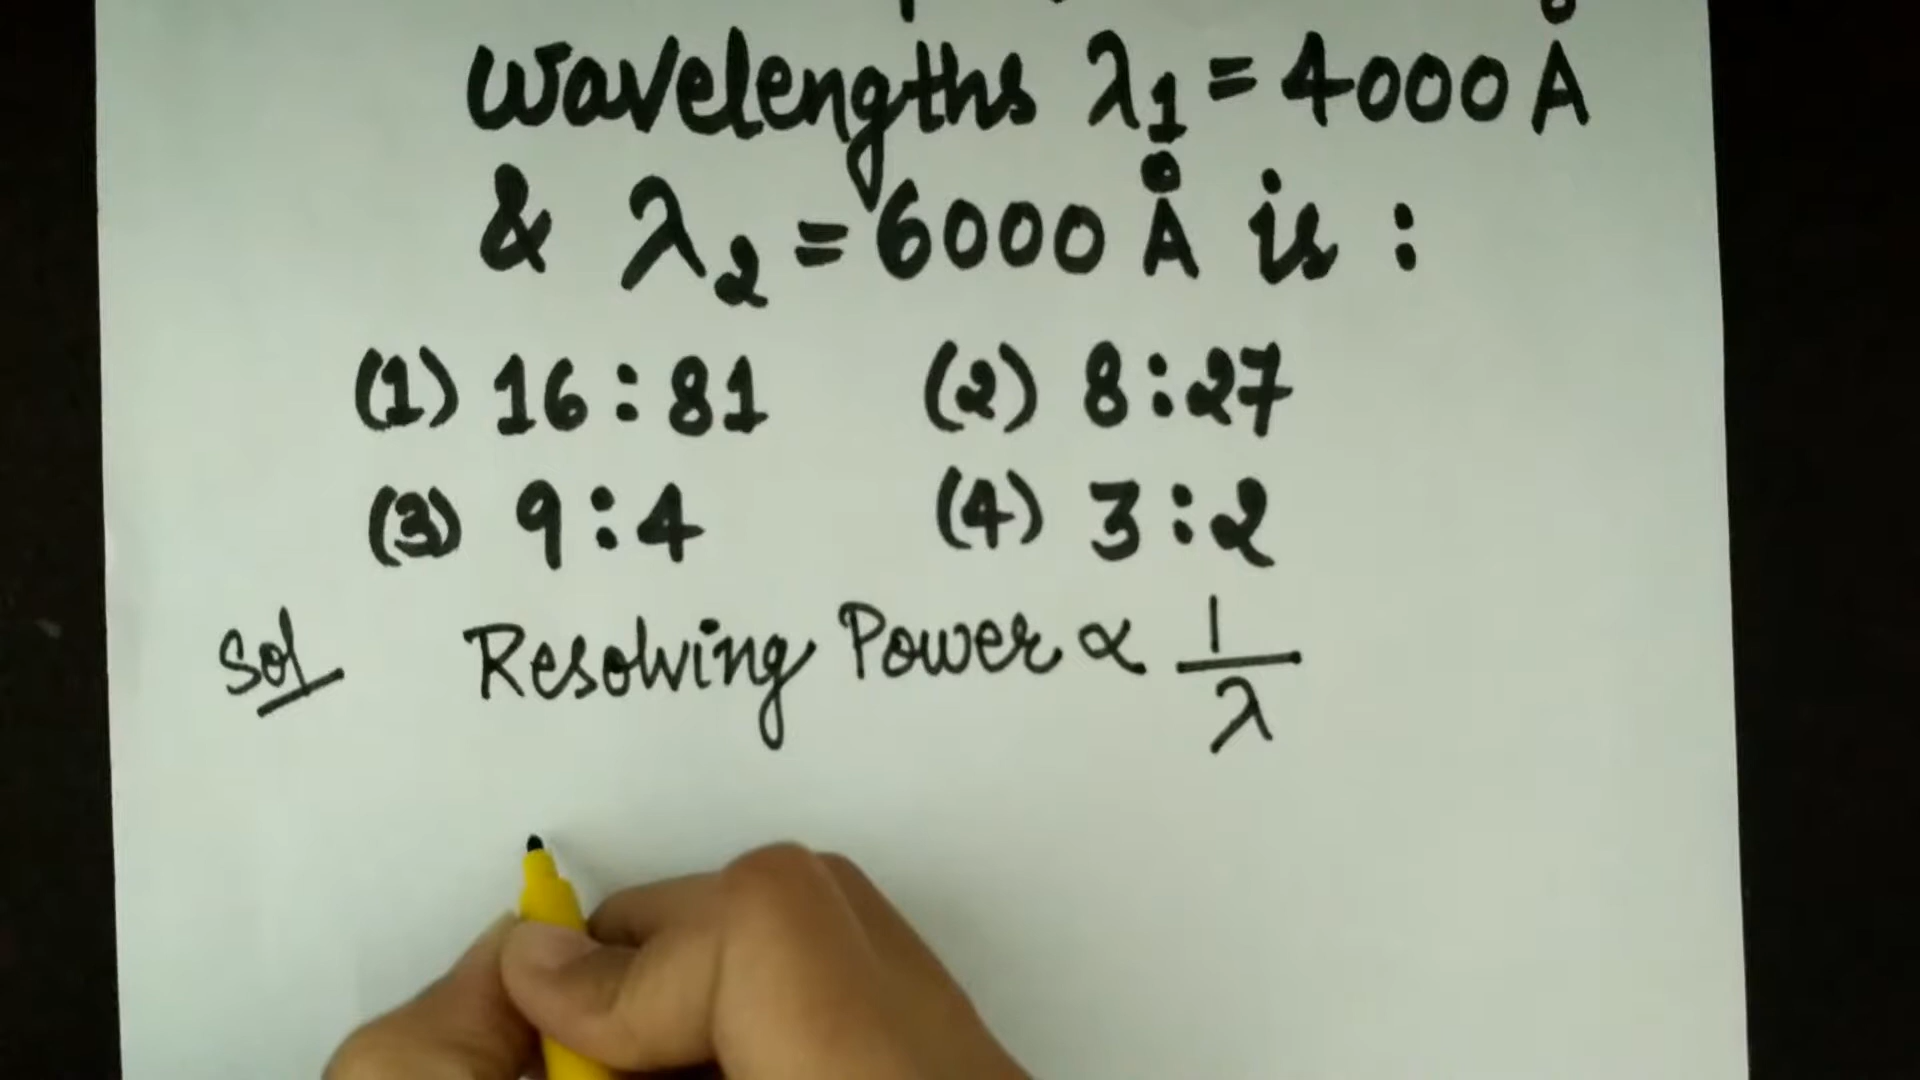 wavelengths λ1 = 4000 Å
& λ2 = 6000 Å is :
(1) 16 : 81 (2) 8 : 27
(3) 9 : 4 (4) 3 : 2
Sol Resolving Power ∝ 1/λ